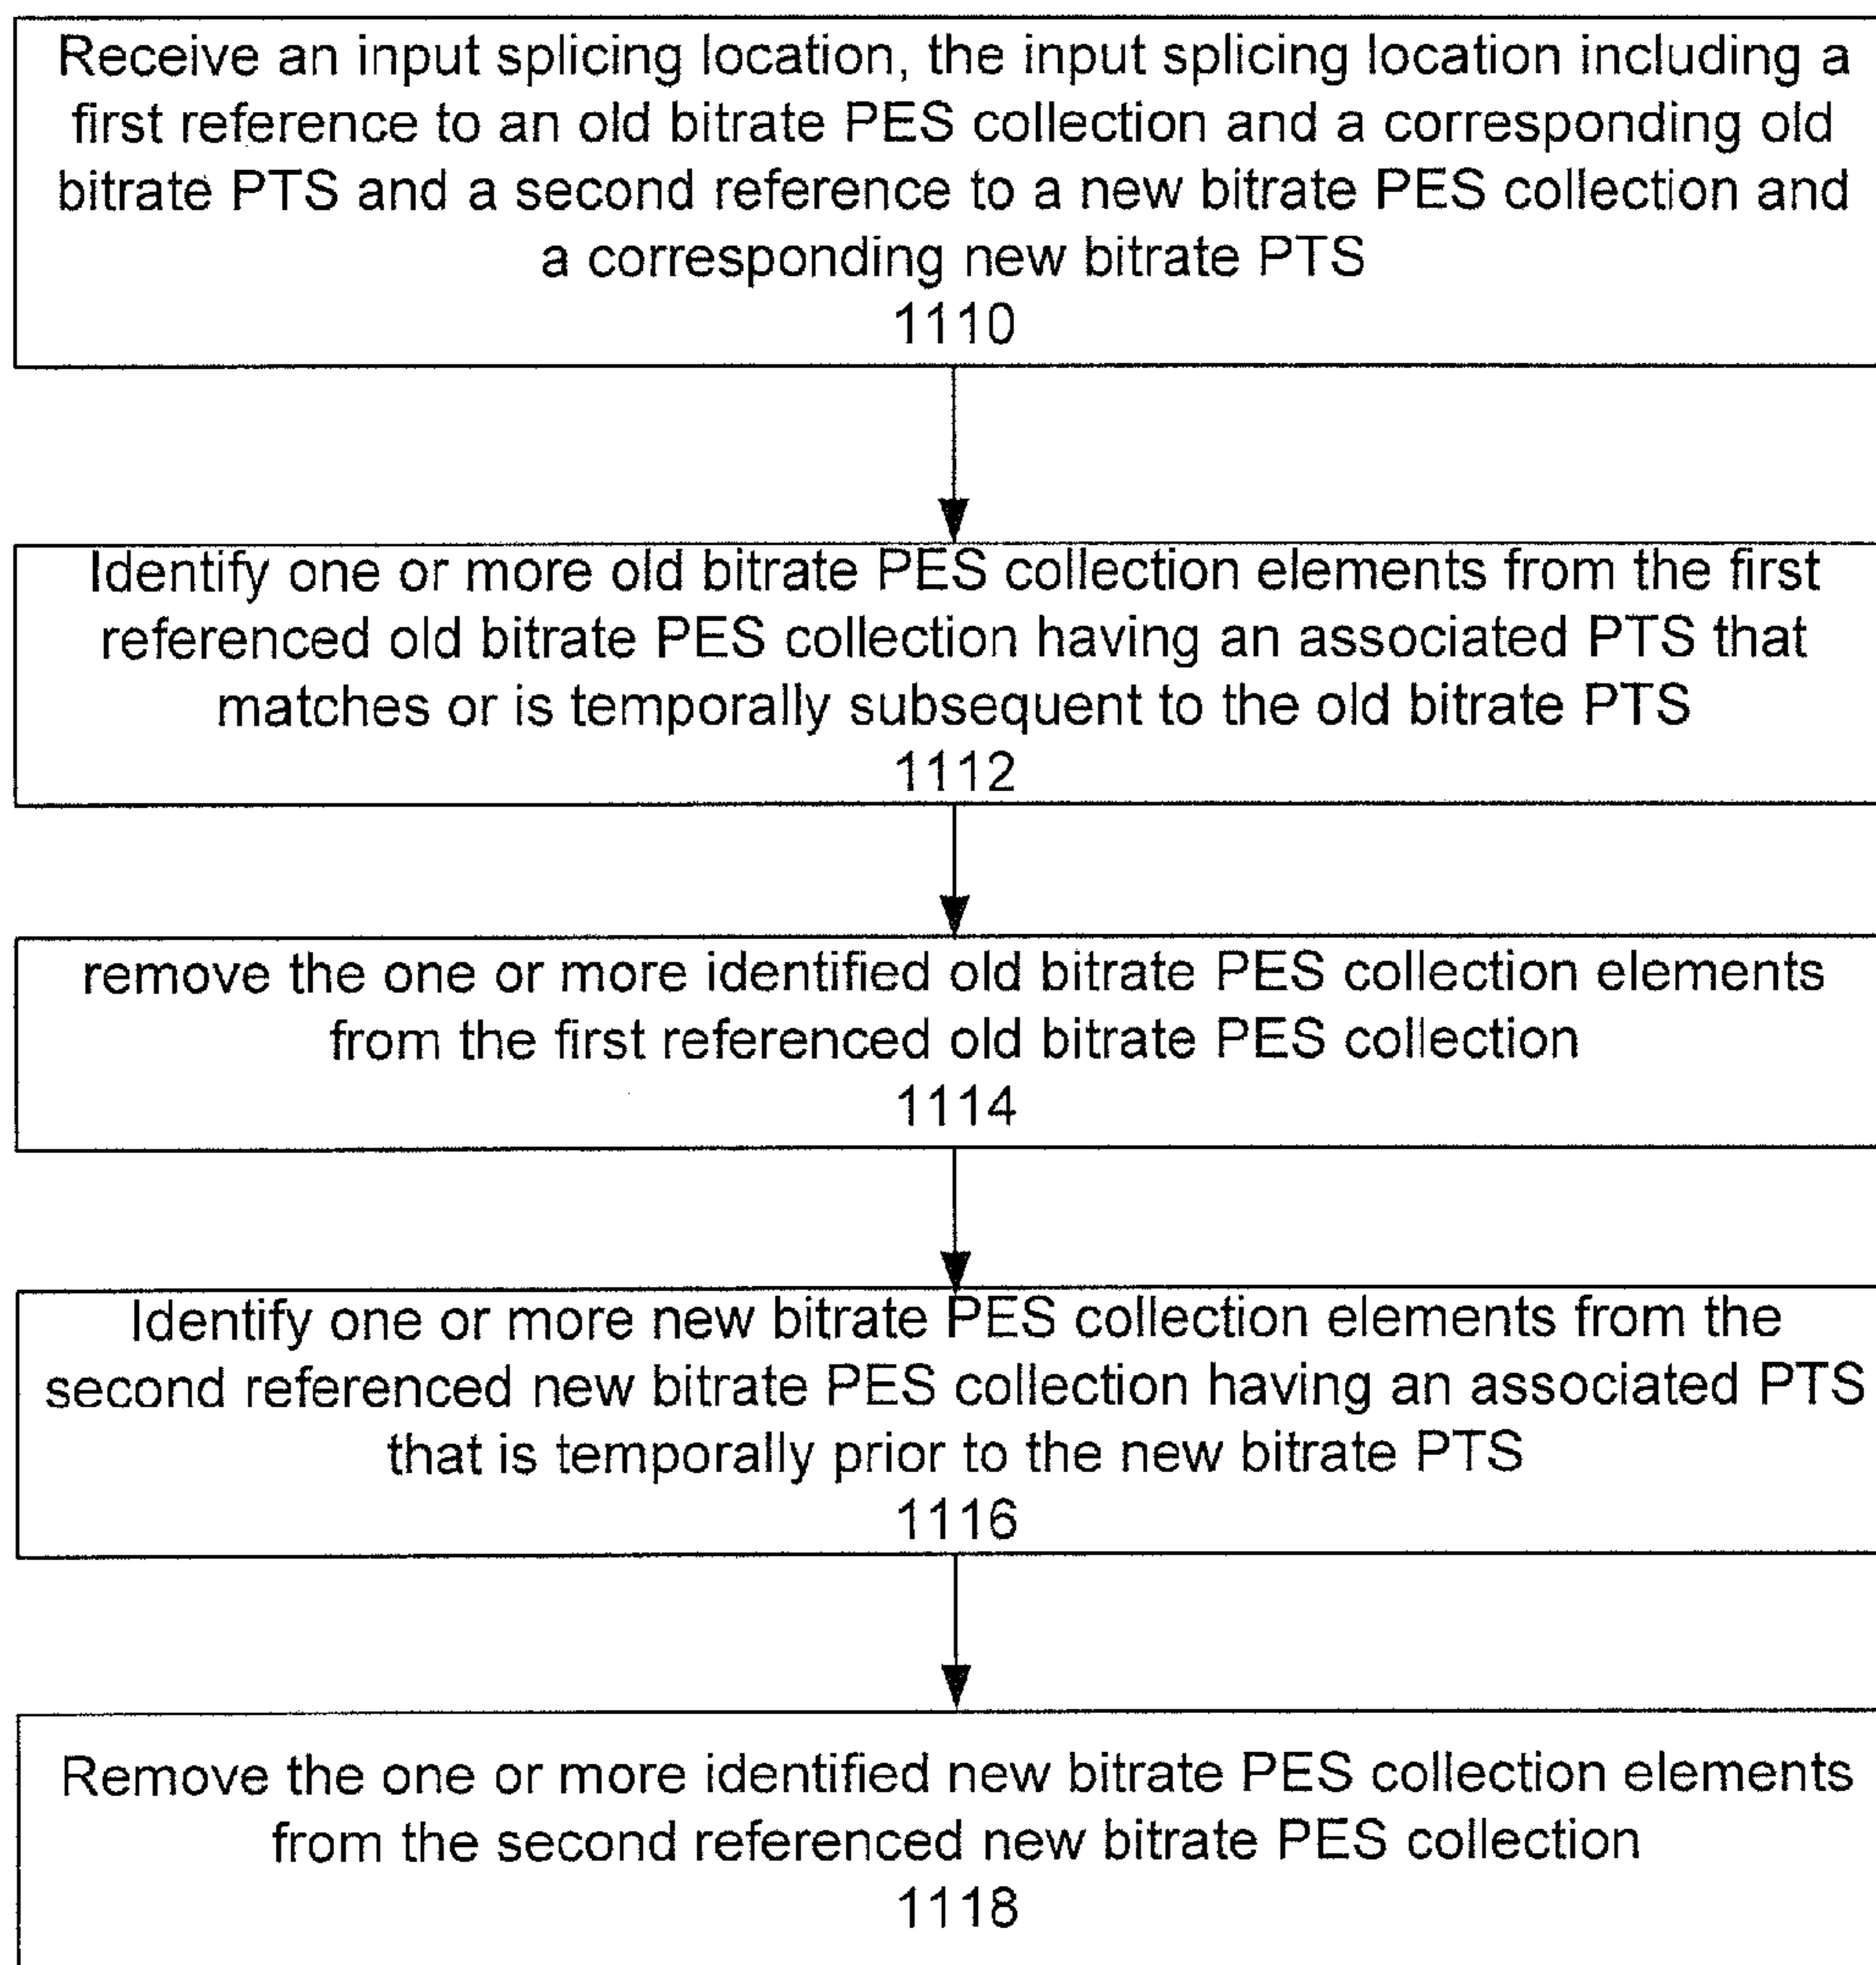 Receive an input splicing location, the input splicing location including a
first reference to an old bitrate PES collection and a corresponding old
bitrate PTS and a second reference to a new bitrate PES collection and
a corresponding new bitrate PTS
1110
Identify one or more old bitrate PES collection elements from the first
referenced old bitrate PES collection having an associated PTS that
matches or is temporally subsequent to the old bitrate PTS
1112
remove the one or more identified old bitrate PES collection elements
from the first referenced old bitrate PES collection
1114
Identify one or more new bitrate PES collection elements from the
second referenced new bitrate PES collection having an associated PTS
that is temporally prior to the new bitrate PTS
1116
Remove the one or more identified new bitrate PES collection elements
from the second referenced new bitrate PES collection
1118